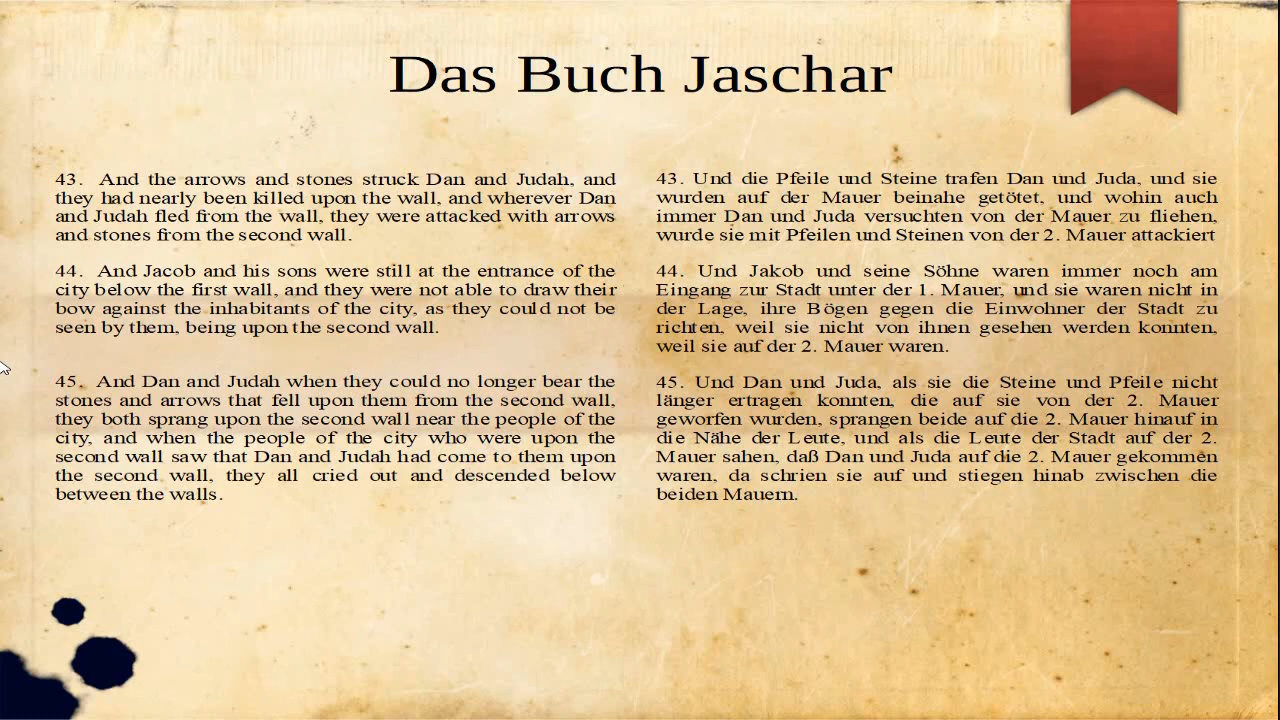 Das Buch Jaschar
43. And the arrows and stones struck Dan and Judah, and
they had nearly been killed upon the wall, and wherever Dan
and Judah fled from the wall, they were attacked with arrows
and stones from the second wall.
44. And Jacob and his sons were still at the entrance of the
city below the first wall, and they were not able to draw their
bow against the inhabitants of the city, as they could not be
seen by them, being upon the second wall.
45. And Dan and Judah when they could no longer bear the
stones and arrows that fell upon them from the second wall,
they both sprang upon the second wall near the people of the
city, and when the people of the city who were upon the
second wall saw that Dan and Judah had come to them upon
the second wall, they all cried out and descended below
between the walls.
43. Und die Pfeile und Steine trafen Dan und Juda, und sie
wurden auf der Mauer beinahe getötet, und wohin auch
immer Dan und Juda versuchten von der Mauer zu fliehen,
wurde sie mit Pfeilen und Steinen von der 2. Mauer attackiert
44. Und Jakob und seine Söhne waren immer noch am
Eingang zur Stadt unter der 1. Mauer, und sie waren nicht in
der Lage, ihre Bögen gegen die Einwohner der Stadt zu
richten, weil sie nicht von ihnen gesehen werden konnten,
weil sie auf der 2. Mauer waren.
45. Und Dan und Juda, als sie die Steine und Pfeile nicht
länger ertragen konnten, die auf sie von der 2. Mauer
geworfen wurden, sprangen beide auf die 2. Mauer hinauf in
die Nähe der Leute, und als die Leute der Stadt auf der 2.
Mauer sahen, daß Dan und Juda auf die 2. Mauer gekommen
waren, da schrien sie auf und stiegen hinab zwischen die
beiden Mauern.